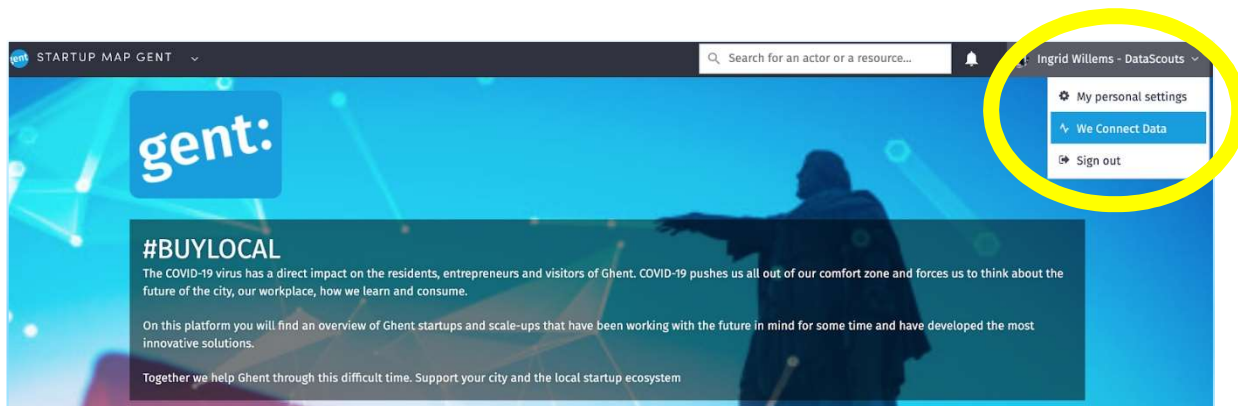 gent STARTUP MAP GENT
Search for an actor or a resource...
Ingrid Willems - DataScouts
My personal settings
We Connect Data
Sign out
gent:
#BUYLOCAL
The COVID-19 virus has a direct impact on the residents, entrepreneurs and visitors of Ghent. COVID-19 pushes us all out of our comfort zone and forces us to think about the
future of the city, our workplace, how we learn and consume.
On this platform you will find an overview of Ghent startups and scale-ups that have been working with the future in mind for some time and have developed the most
innovative solutions.
Together we help Ghent through this difficult time. Support your city and the local startup ecosystem